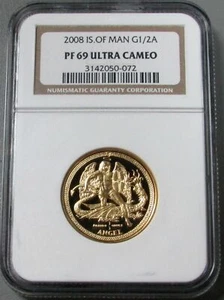 2008 IS.OF MAN G1/2A
PF 69 ULTRA CAMEO
3142050-072
NUMISMATIC GUARANTY CORPORATION
ANGEL